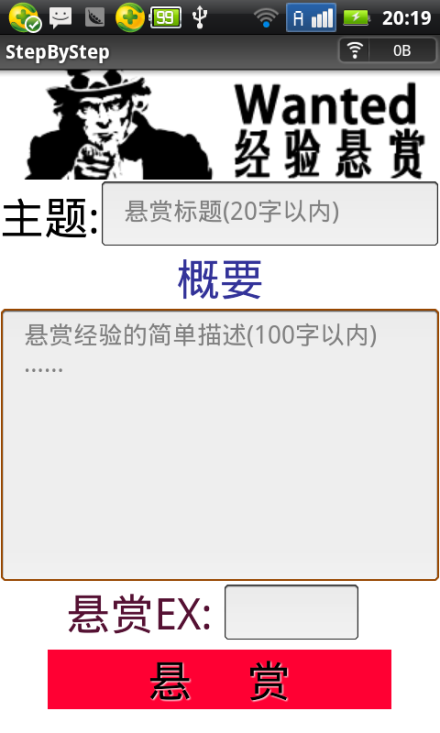 99 A 20:19
StepByStep 0B
Wanted
经验悬赏
主题: 悬赏标题(20字以内)
概要
悬赏经验的简单描述(100字以内)
......
悬赏EX:
悬 赏